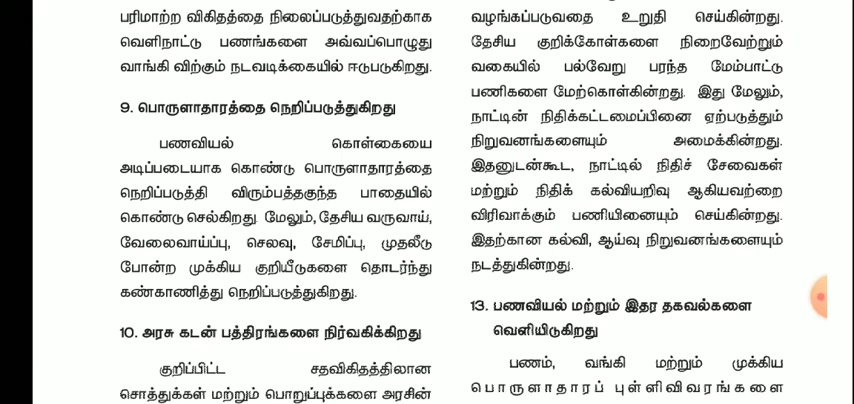 பரிமாற்ற விகிதத்தை நிலைப்படுத்துவதற்காக
வெளிநாட்டு பணங்களை அவ்வப்பொழுது
வாங்கி விற்கும் நடவடிக்கையில் ஈடுபடுகிறது.
9. பொருளாதாரத்தை நெறிப்படுத்துகிறது
பணவியல் கொள்கையை
அடிப்படையாக கொண்டு பொருளாதாரத்தை
நெறிப்படுத்தி விரும்பத்தகுந்த பாதையில்
கொண்டு செல்கிறது. மேலும், தேசிய வருவாய்,
வேலைவாய்ப்பு, செலவு, சேமிப்பு, முதலீடு
போன்ற முக்கிய குறியீடுகளை தொடர்ந்து
கண்காணித்து நெறிப்படுத்துகிறது.
10. அரசு கடன் பத்திரங்களை நிர்வகிக்கிறது
குறிப்பிட்ட சதவிகிதத்திலான
சொத்துக்கள் மற்றும் பொறுப்புக்களை அரசின்
வழங்கப்படுவதை உறுதி செய்கின்றது.
தேசிய குறிக்கோள்களை நிறைவேற்றும்
வகையில் பல்வேறு பரந்த மேம்பாட்டு
பணிகளை மேற்கொள்கின்றது. இது மேலும்,
நாட்டின் நிதிக்கட்டமைப்பினை ஏற்படுத்தும்
நிறுவனங்களையும் அமைக்கின்றது.
இதனுடன்கூட, நாட்டில் நிதிச் சேவைகள்
மற்றும் நிதிக் கல்வியறிவு ஆகியவற்றை
விரிவாக்கும் பணியினையும் செய்கின்றது.
இதற்கான கல்வி, ஆய்வு நிறுவனங்களையும்
நடத்துகின்றது.
13. பணவியல் மற்றும் இதர தகவல்களை
வெளியிடுகிறது
பணம், வங்கி மற்றும் முக்கிய
பொருளாதாரப் புள்ளிவிவரங்களை